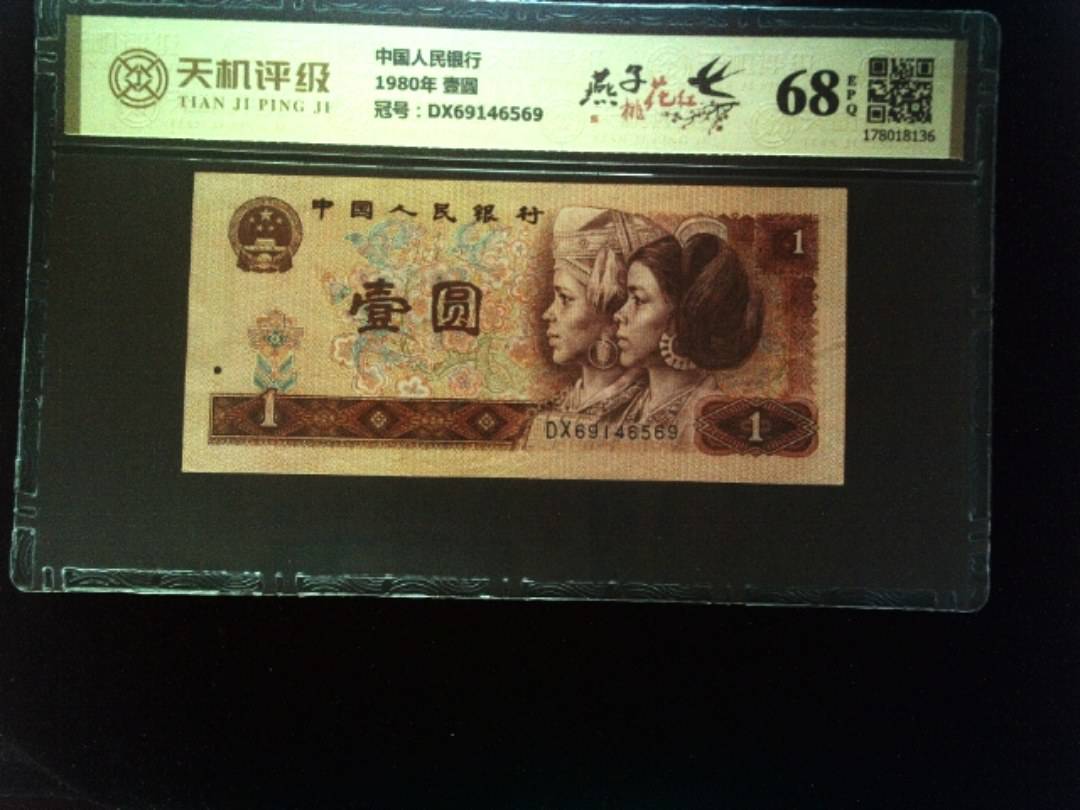 天机评级
TIAN JI PING JI
中国人民银行
1980年 壹圆
冠号：DX69146569
燕子
桃花红
68
EPQ
178018136
中国人民银行
1
壹圆
1
DX69146569
1